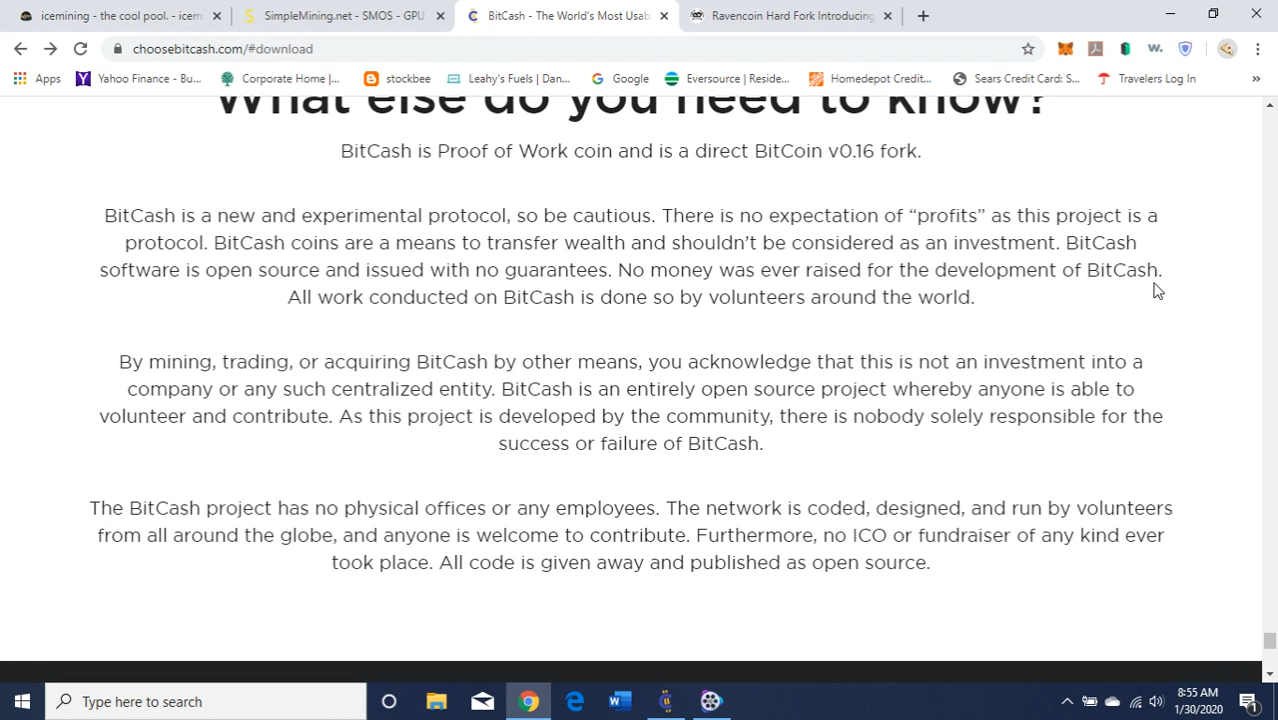 icemining - the cool pool. - icemi
SimpleMining.net - SMOS - GPU
BitCash - The World's Most Usab
Ravencoin Hard Fork Introducing
choosebitcash.com/#download
Apps
Yahoo Finance - Bu...
Corporate Home |...
stockbee
Leahy's Fuels | Dan...
Google
Eversource | Reside...
Homedepot Credit...
Sears Credit Card: S...
Travelers Log In
What else do you need to know?
BitCash is Proof of Work coin and is a direct BitCoin v0.16 fork.
BitCash is a new and experimental protocol, so be cautious. There is no expectation of “profits” as this project is a
protocol. BitCash coins are a means to transfer wealth and shouldn’t be considered as an investment. BitCash
software is open source and issued with no guarantees. No money was ever raised for the development of BitCash.
All work conducted on BitCash is done so by volunteers around the world.
By mining, trading, or acquiring BitCash by other means, you acknowledge that this is not an investment into a
company or any such centralized entity. BitCash is an entirely open source project whereby anyone is able to
volunteer and contribute. As this project is developed by the community, there is nobody solely responsible for the
success or failure of BitCash.
The BitCash project has no physical offices or any employees. The network is coded, designed, and run by volunteers
from all around the globe, and anyone is welcome to contribute. Furthermore, no ICO or fundraiser of any kind ever
took place. All code is given away and published as open source.
Type here to search
8:55 AM
1/30/2020